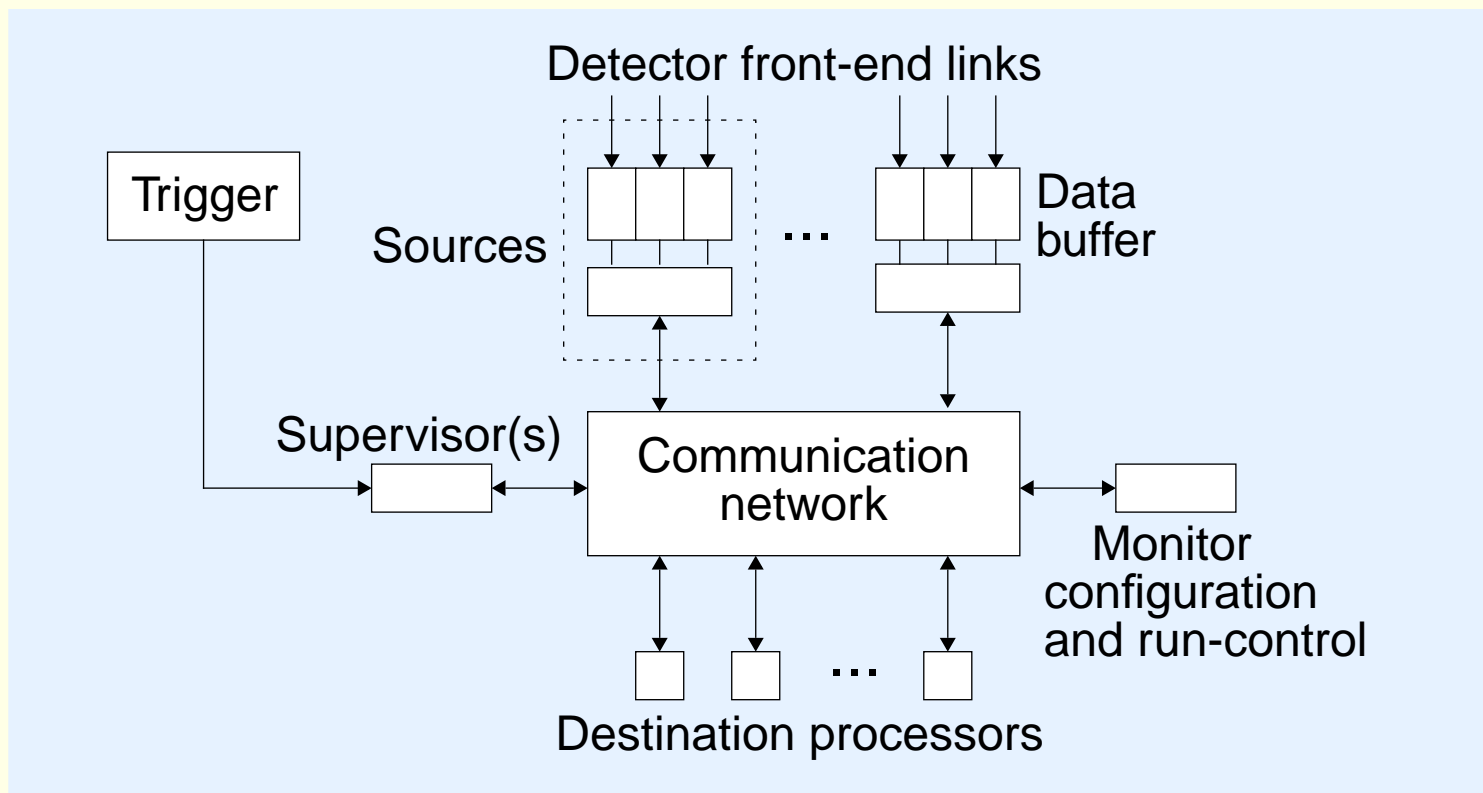 Detector front-end links
Trigger
Sources
...
Data
buffer
Supervisor(s)
Communication
network
Monitor
configuration
and run-control
...
Destination processors